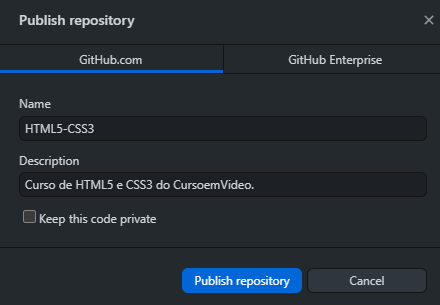 Publish repository
GitHub.com
GitHub Enterprise
Name
HTML5-CSS3
Description
Curso de HTML5 e CSS3 do CursoemVideo.
Keep this code private
Publish repository
Cancel